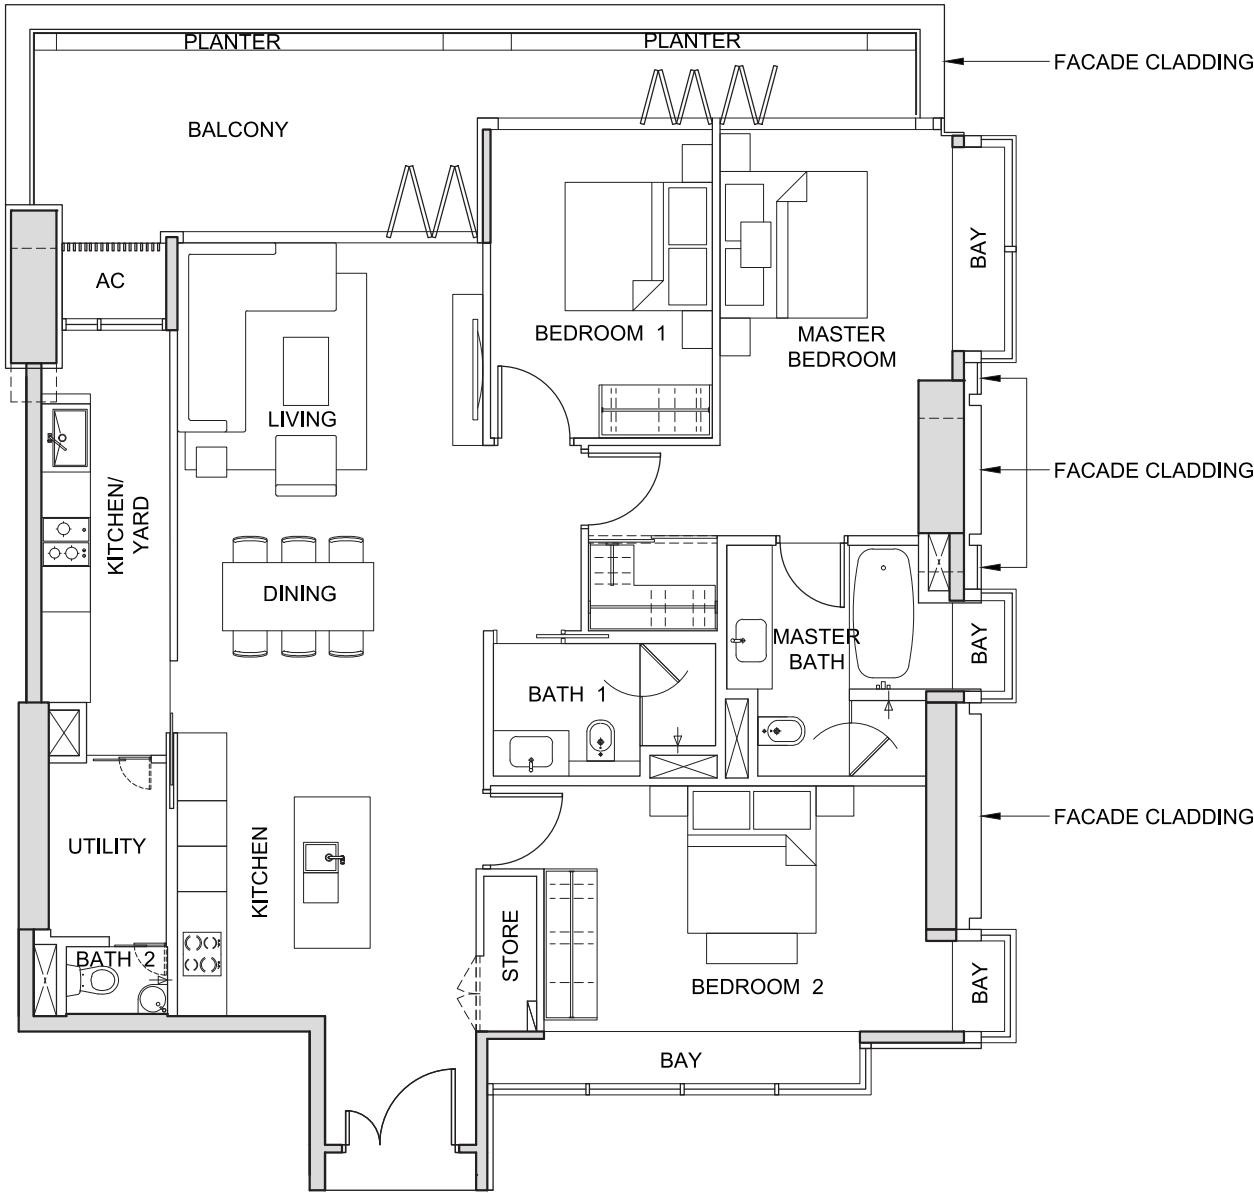 PLANTER
PLANTER
FACADE CLADDING
BALCONY
BAY
AC
BEDROOM 1
MASTER
BEDROOM
LIVING
FACADE CLADDING
KITCHEN/
YARD
DINING
MASTER
BATH
BAY
BATH 1
FACADE CLADDING
UTILITY
KITCHEN
STORE
BATH 2
BEDROOM 2
BAY
BAY